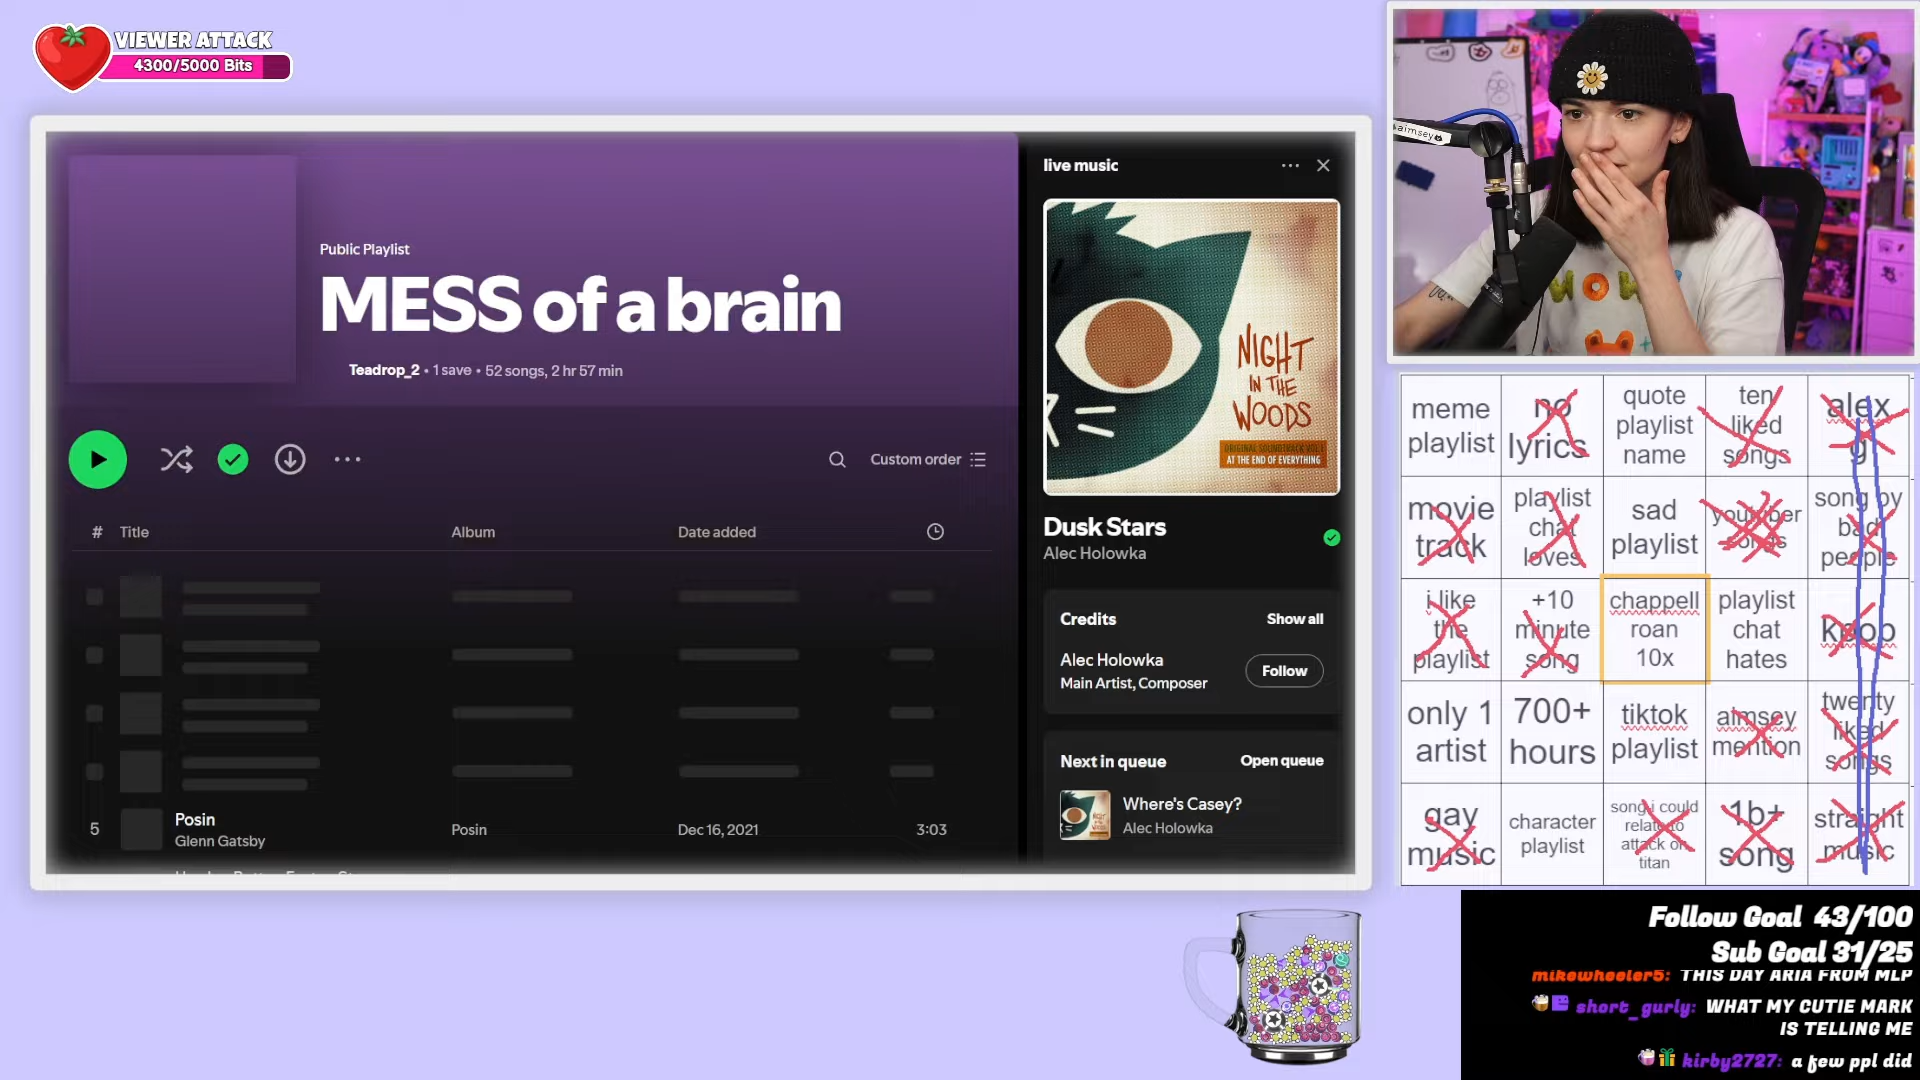 VIEWER ATTACK
4300/5000 Bits
Public Playlist
MESS of a brain
Teadrop_2 • 1 save • 52 songs, 2 hr 57 min
Custom order
# Title Album Date added
5 Posin Posin Dec 16, 2021 3:03
Glenn Gatsby
live music
NIGHT
IN THE
WOODS
ORIGINAL SOUNDTRACK VOL.1
AT THE END OF EVERYTHING
Dusk Stars
Alec Holowka
Credits Show all
Alec Holowka
Main Artist, Composer
Follow
Next in queue Open queue
Where's Casey?
Alec Holowka
aimsey
meme
playlist
no
lyrics
quote
playlist
name
ten
liked
songs
alex
g
movie
track
playlist
chat
loves
sad
playlist
youtuber
songs
song by
bad
people
i like
the
playlist
+10
minute
song
chappell
roan
10x
playlist
chat
hates
kpop
only 1
artist
700+
hours
tiktok
playlist
aimsey
mention
twenty
liked
songs
gay
music
character
playlist
song i could
relate to
attack on
titan
1b+
song
straight
music
Follow Goal 43/100
Sub Goal 31/25
mikewheeler5: THIS DAY ARIA FROM MLP
short_gurly: WHAT MY CUTIE MARK
IS TELLING ME
kirby2727: a few ppl did